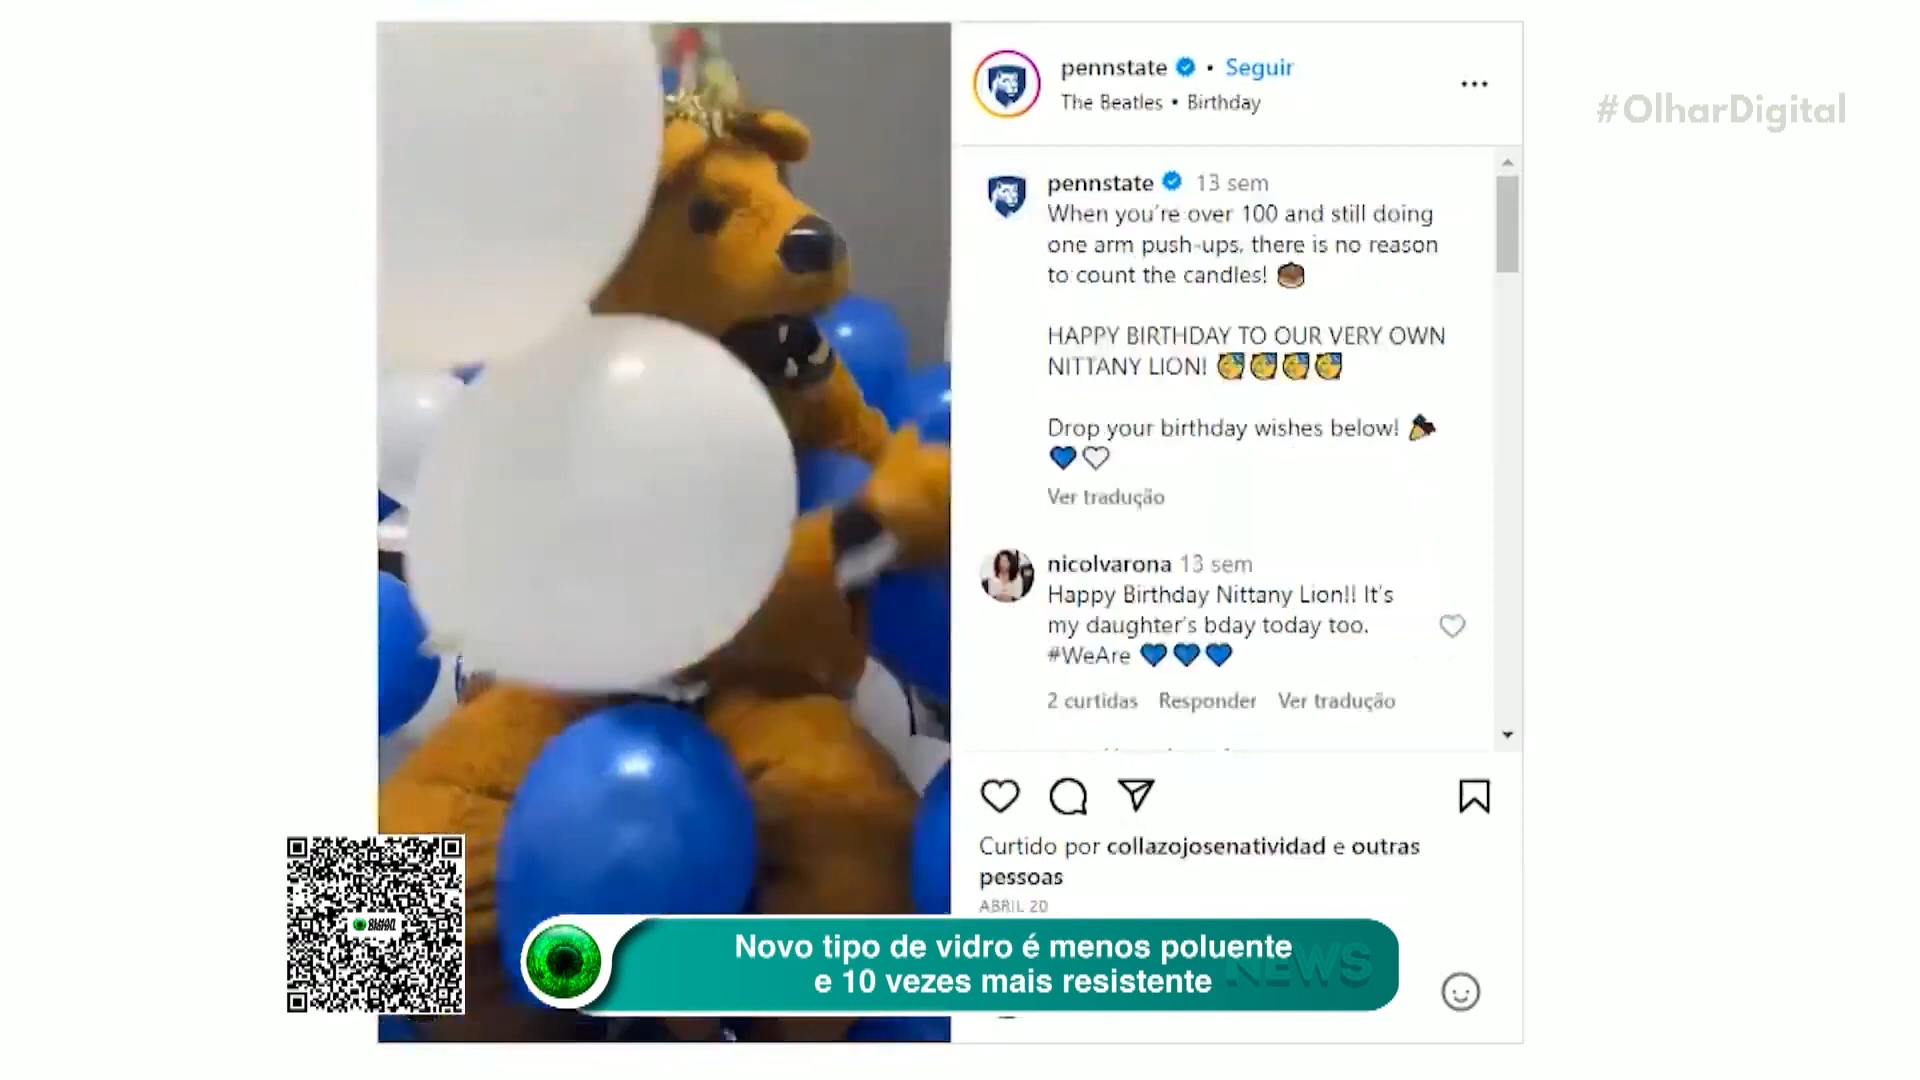 #OlharDigital
pennstate • Seguir
The Beatles • Birthday
pennstate 13 sem
When you're over 100 and still doing
one arm push-ups, there is no reason
to count the candles! 🎂
HAPPY BIRTHDAY TO OUR VERY OWN
NITTANY LION! 🥳🥳🥳🥳
Drop your birthday wishes below! 🎉
💙🤍
Ver tradução
nicolvarona 13 sem
Happy Birthday Nittany Lion!! It's
my daughter's bday today too.
#WeAre 💙💙💙
2 curtidas Responder Ver tradução
Curtido por collazojosenatividad e outras
pessoas
ABRIL 20
Novo tipo de vidro é menos poluente
e 10 vezes mais resistente
NEWS